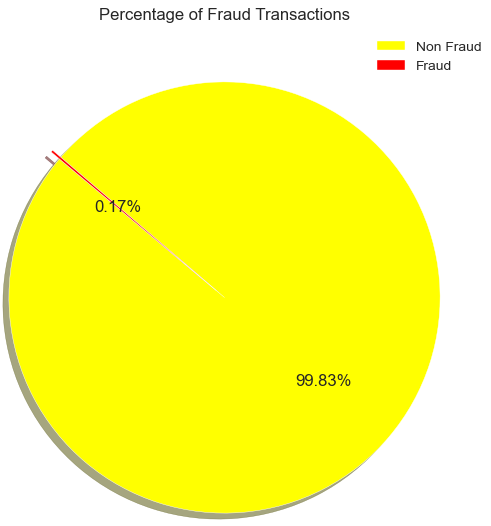 Percentage of Fraud Transactions
Non Fraud
Fraud
0.17%
99.83%